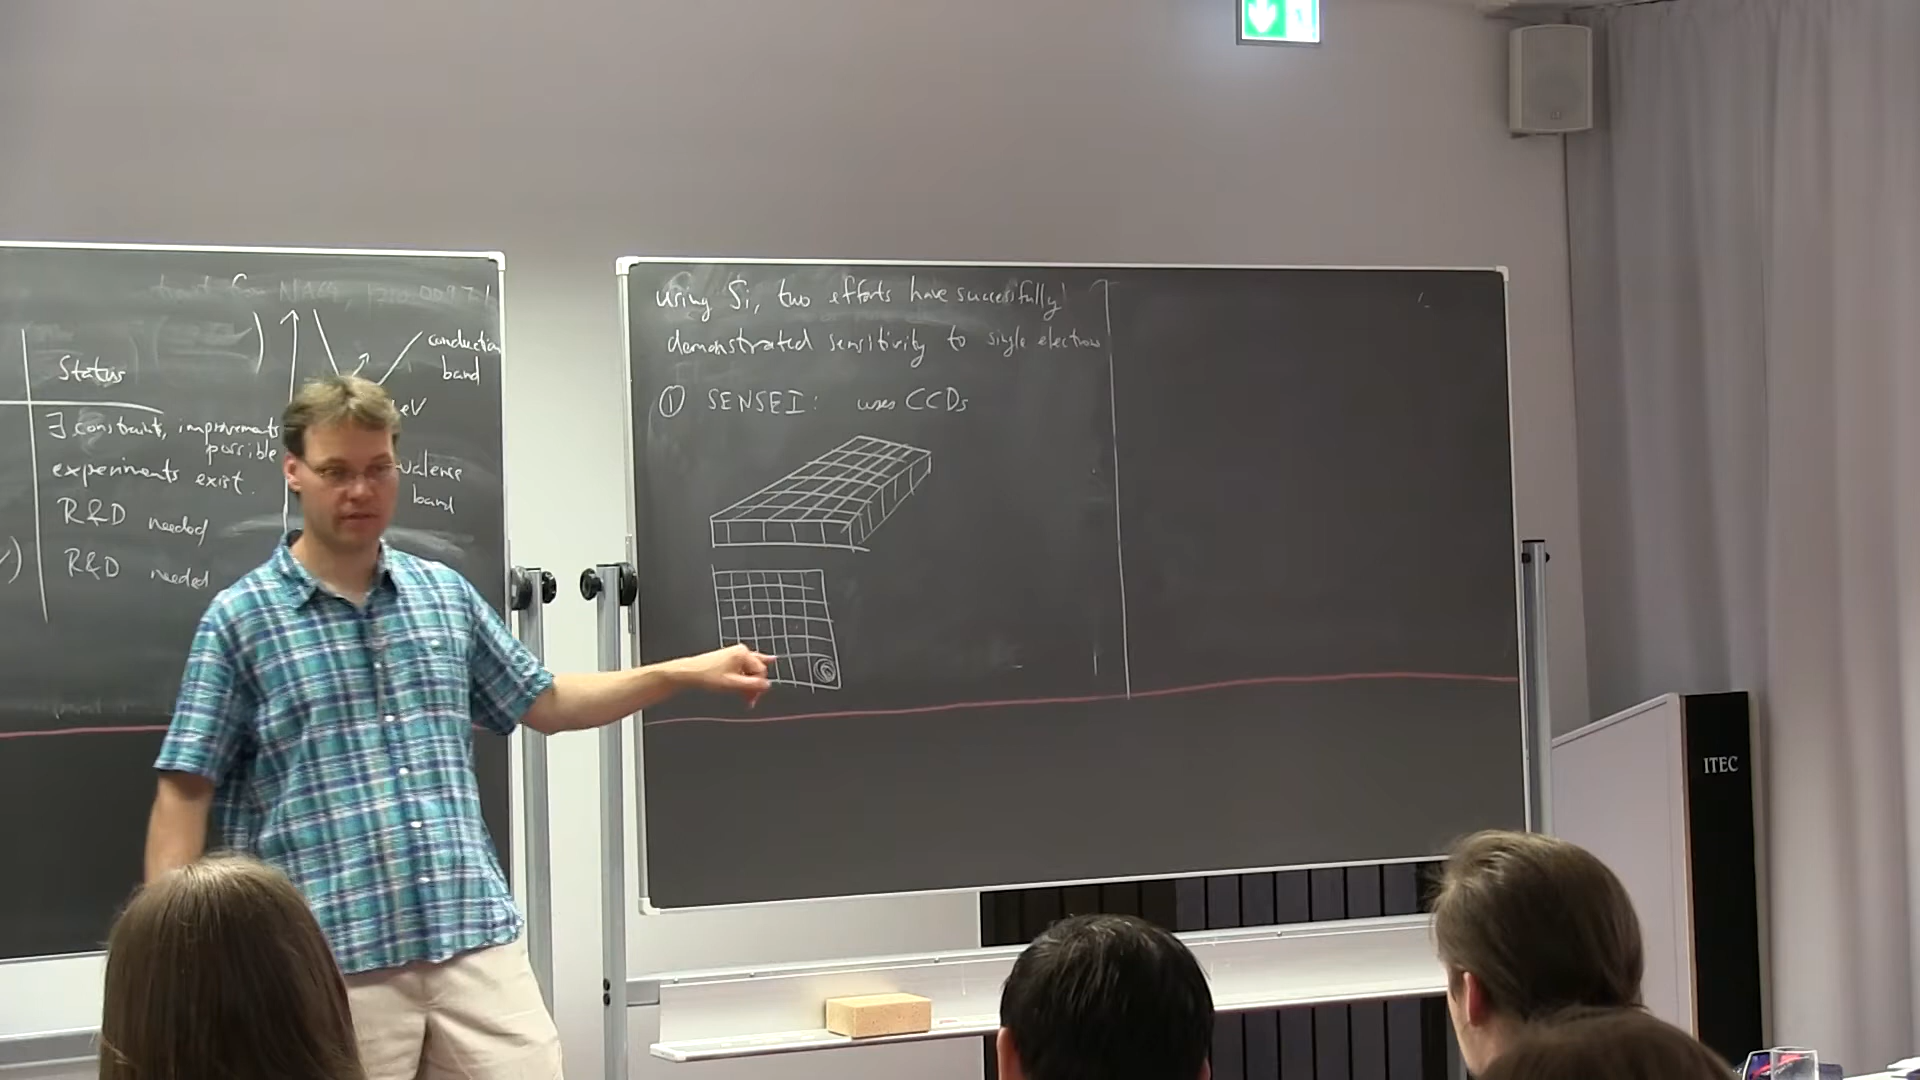 Status
∃ constraints, improvements
possible
experiments exist.
R&D needed
R&D needed
conduction
band
eV
valence
band
using Si, two efforts have successfully
demonstrated sensitivity to single electrons
① SENSEI: uses CCDs
ITEC